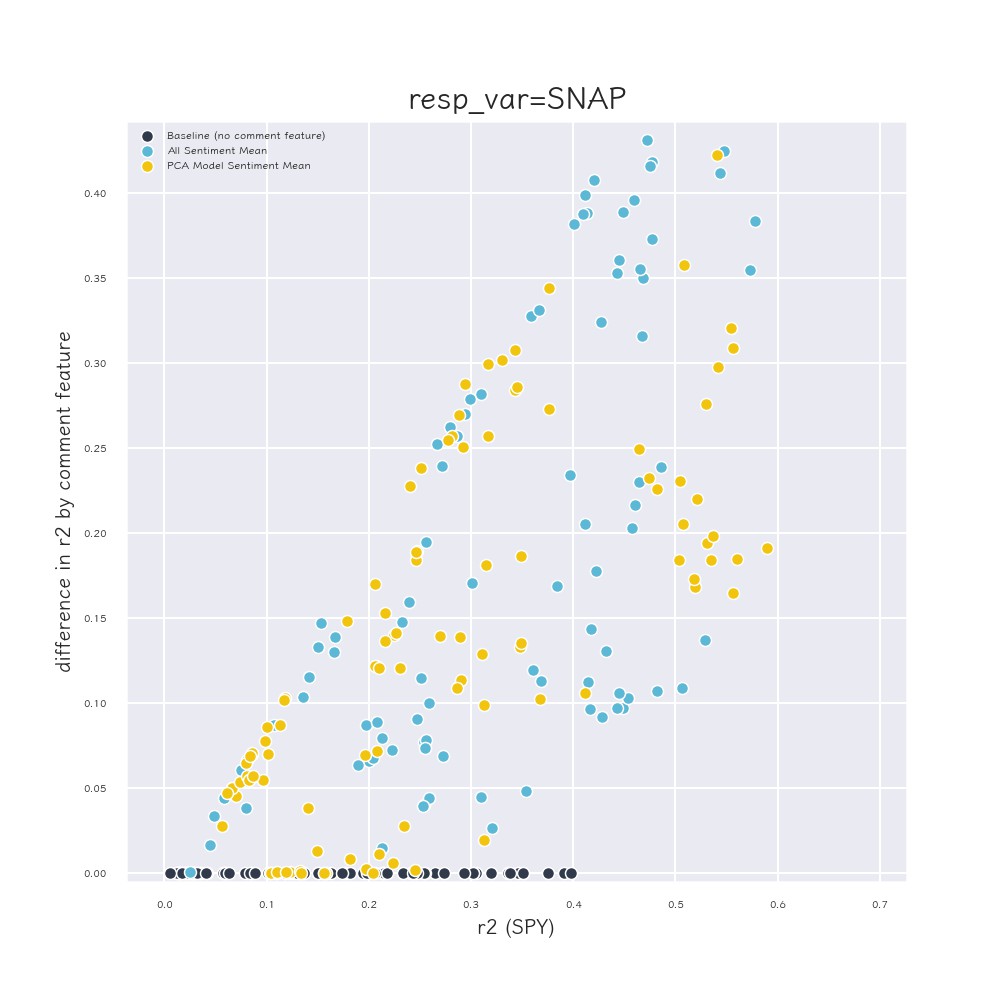 resp_var=SNAP
Baseline (no comment feature)
All Sentiment Mean
PCA Model Sentiment Mean
difference in r2 by comment feature
0.40
0.35
0.30
0.25
0.20
0.15
0.10
0.05
0.00
0.0 0.1 0.2 0.3 0.4 0.5 0.6 0.7
r2 (SPY)